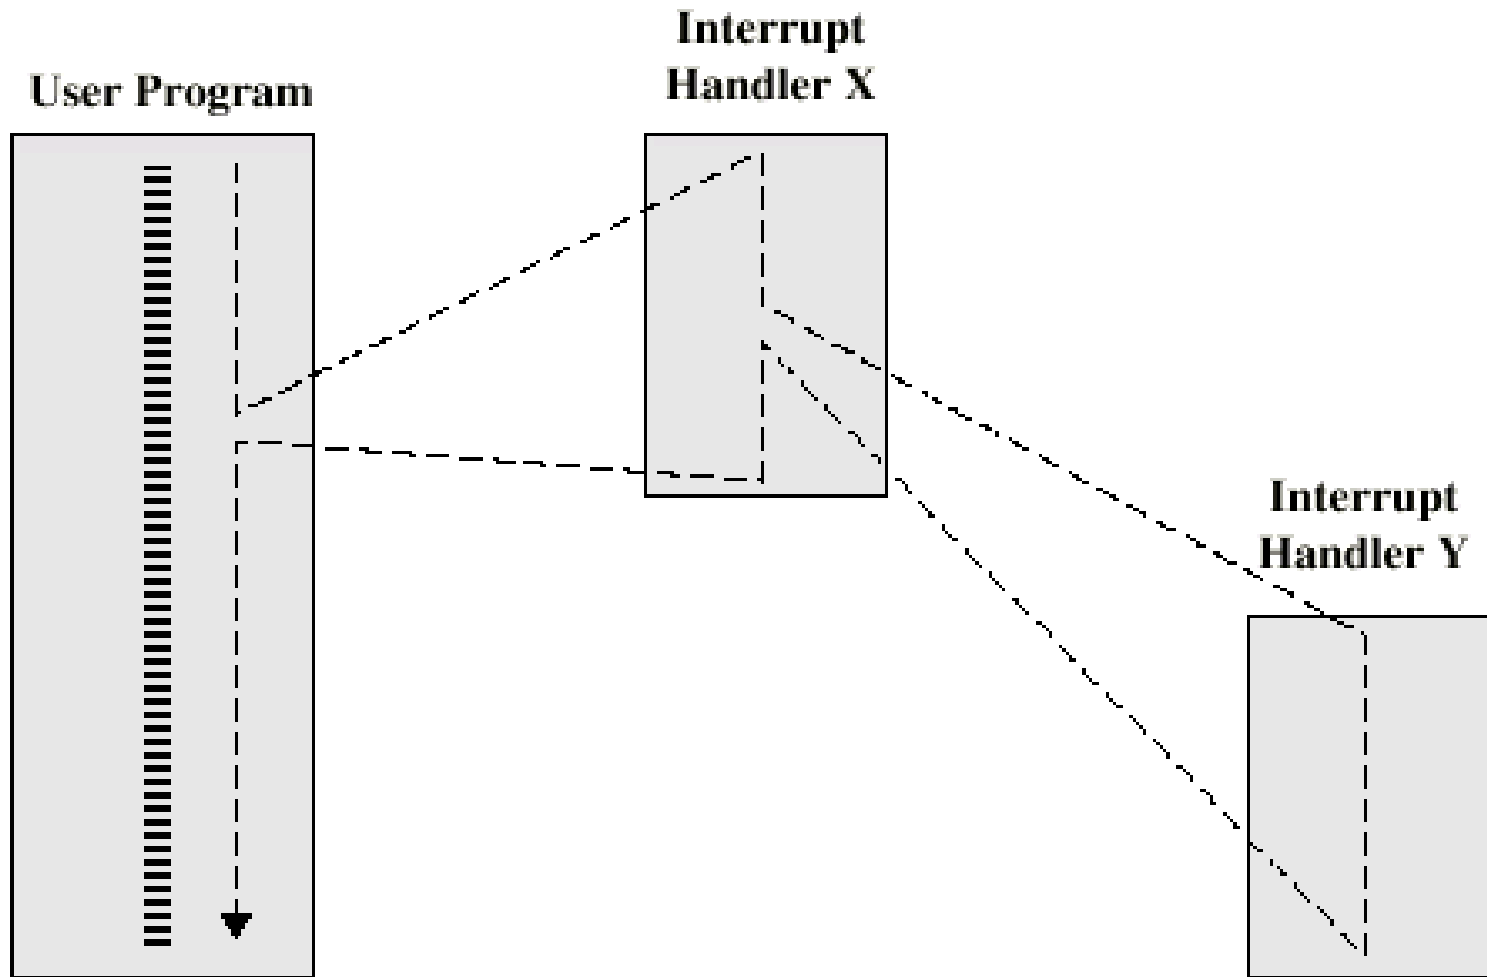 User Program
Interrupt
Handler X
Interrupt
Handler Y